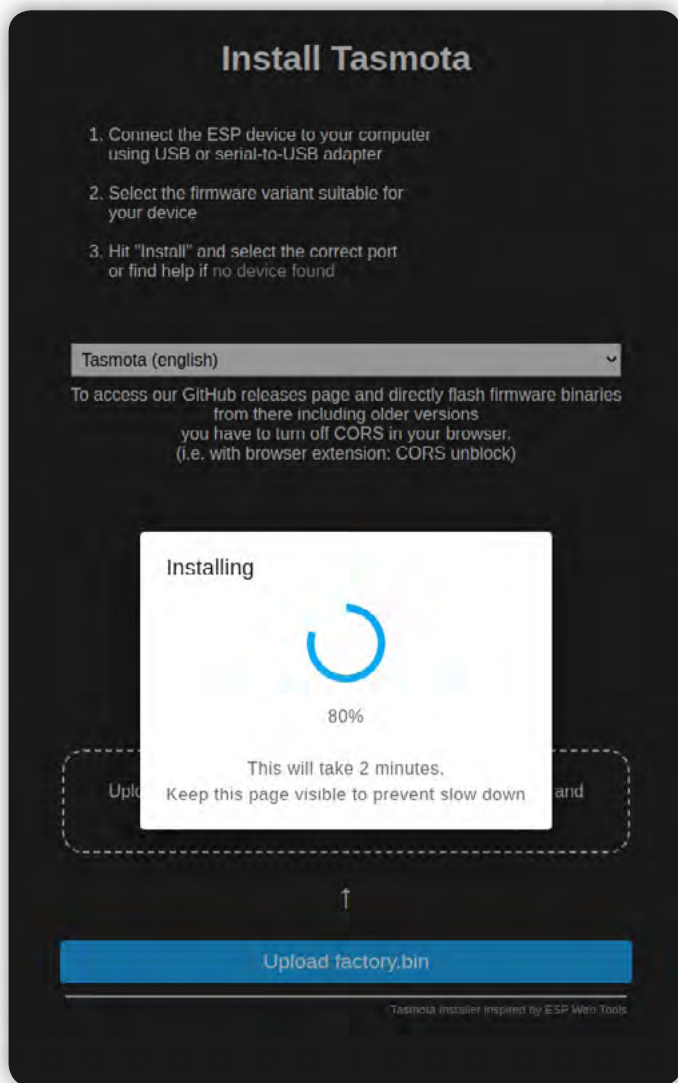 Install Tasmota
1. Connect the ESP device to your computer
using USB or serial-to-USB adapter
2. Select the firmware variant suitable for
your device
3. Hit "Install" and select the correct port
or find help if no device found
Tasmota (english)
To access our GitHub releases page and directly flash firmware binaries
from there including older versions
you have to turn off CORS in your browser.
(i.e. with browser extension: CORS unblock)
Installing
80%
This will take 2 minutes.
and
Keep this page visible to prevent slow down
↑
Upload factory.bin
Tasmota Installer inspired by ESP Web Tools